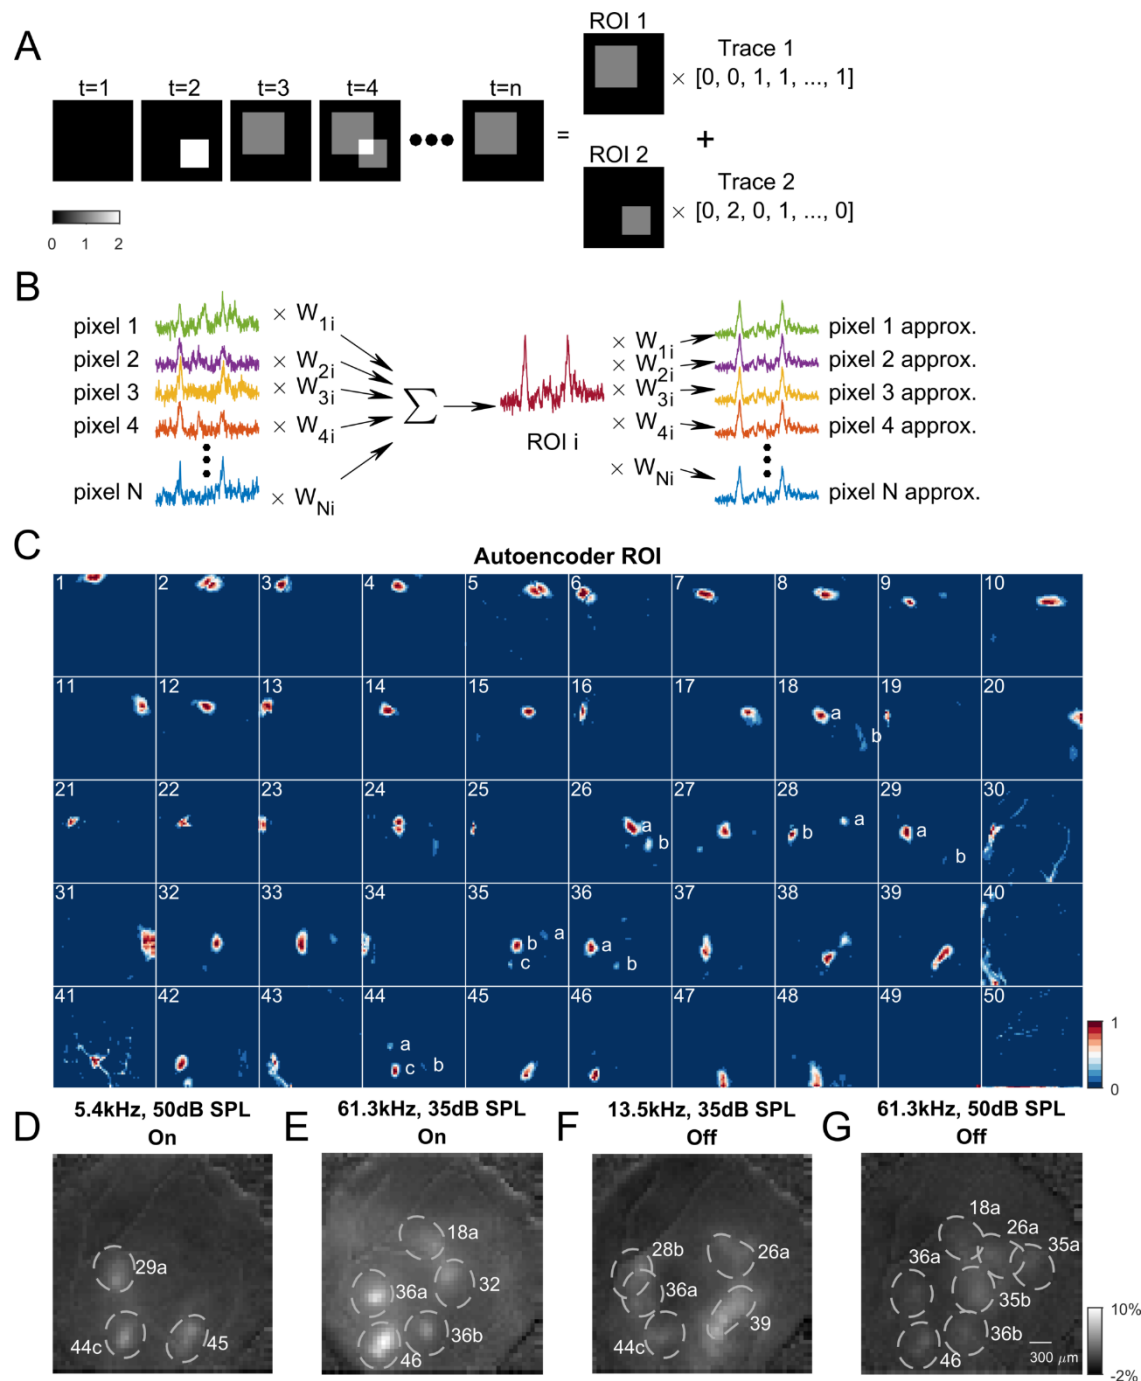 A
t=1 t=2 t=3 t=4 t=n
0 1 2
=
ROI 1
× Trace 1
[0, 0, 1, 1, ..., 1]
+
ROI 2
× Trace 2
[0, 2, 0, 1, ..., 0]
B
pixel 1 × W1i
pixel 2 × W2i
pixel 3 × W3i
pixel 4 × W4i
pixel N × WNi
Σ
ROI i
× W1i pixel 1 approx.
× W2i pixel 2 approx.
× W3i pixel 3 approx.
× W4i pixel 4 approx.
× WNi pixel N approx.
C
Autoencoder ROI
1 2 3 4 5 6 7 8 9 10
11 12 13 14 15 16 17 18 a b 19 20
21 22 23 24 25 26 a b 27 28 a b 29 a b 30
31 32 33 34 35 a b c 36 a b 37 38 39 40
41 42 43 44 a b c 45 46 47 48 49 50
1
0
D
5.4kHz, 50dB SPL
On
29a
44c
45
E
61.3kHz, 35dB SPL
On
18a
36a
32
36b
46
F
13.5kHz, 35dB SPL
Off
28b
26a
36a
39
44c
G
61.3kHz, 50dB SPL
Off
18a
26a
35a
36a
35b
36b
46
300 μm
10%
-2%